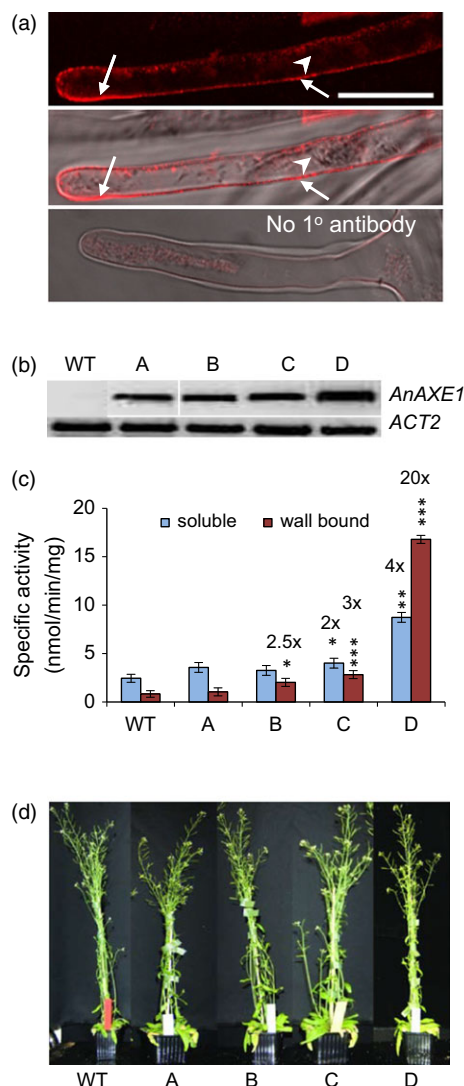 (a)
No 1º antibody
(b)
WT A B C D
AnAXE1
ACT2
(c)
20
15
10
5
0
Specific activity
(nmol/min/mg)
soluble wall bound
20x
***
4x
**
3x
***
2x
*
2.5x
*
WT A B C D
(d)
WT A B C D